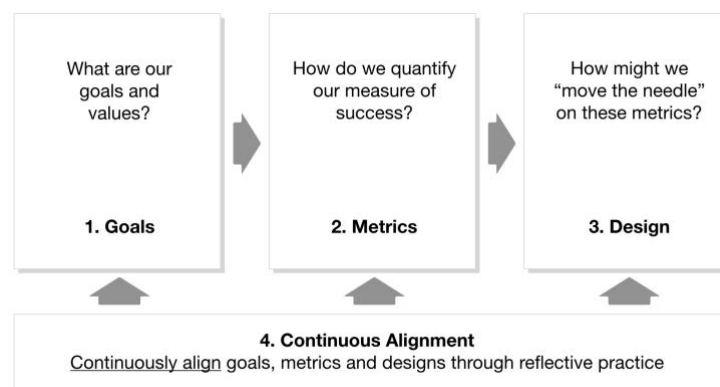 What are our
goals and
values?
1. Goals
How do we quantify
our measure of
success?
2. Metrics
How might we
“move the needle”
on these metrics?
3. Design
4. Continuous Alignment
Continuously align goals, metrics and designs through reflective practice